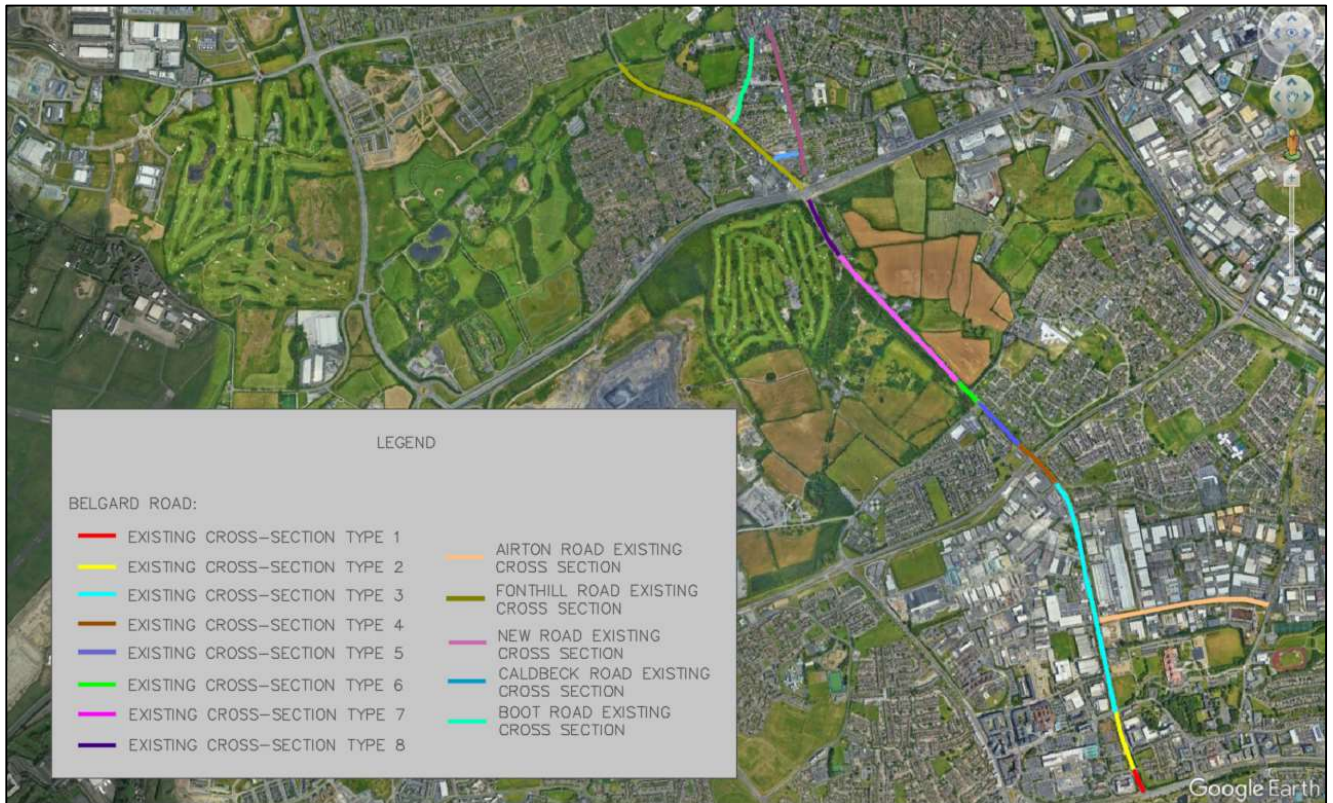 LEGEND
BELGARD ROAD:
EXISTING CROSS-SECTION TYPE 1
EXISTING CROSS-SECTION TYPE 2
EXISTING CROSS-SECTION TYPE 3
EXISTING CROSS-SECTION TYPE 4
EXISTING CROSS-SECTION TYPE 5
EXISTING CROSS-SECTION TYPE 6
EXISTING CROSS-SECTION TYPE 7
EXISTING CROSS-SECTION TYPE 8
AIRTON ROAD EXISTING
CROSS SECTION
FONTHILL ROAD EXISTING
CROSS SECTION
NEW ROAD EXISTING
CROSS SECTION
CALDBECK ROAD EXISTING
CROSS SECTION
BOOT ROAD EXISTING
CROSS SECTION
Google Earth